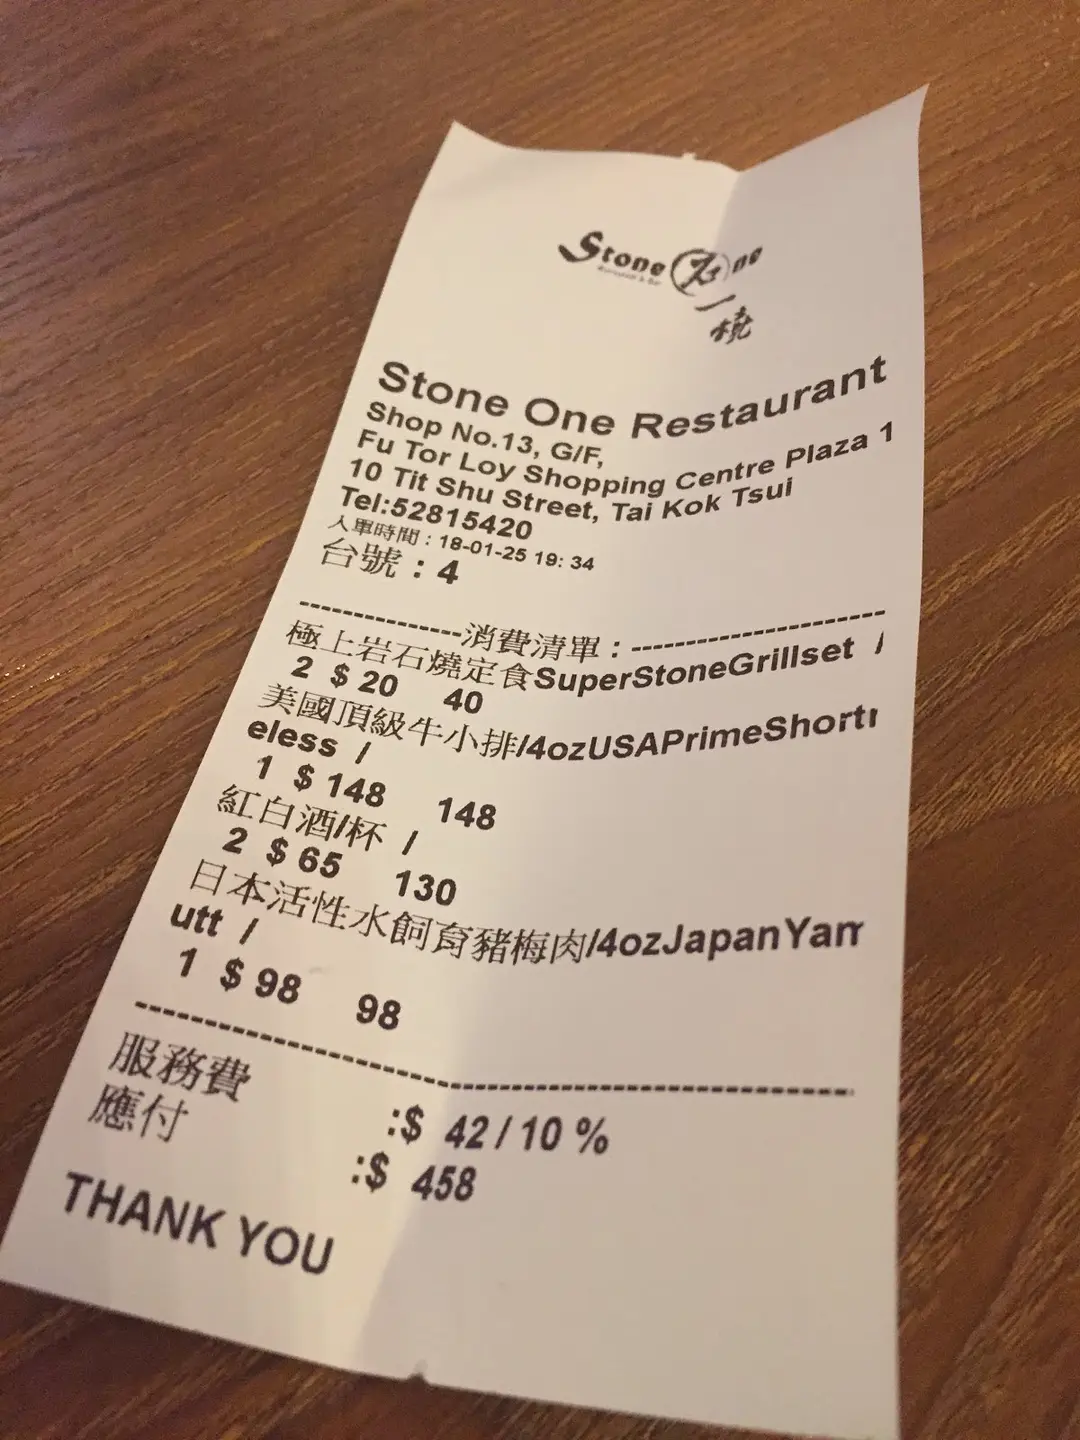 Stone One
一燒
Stone One Restaurant
Shop No.13, G/F,
Fu Tor Loy Shopping Centre Plaza 1
10 Tit Shu Street, Tai Kok Tsui
Tel:52815420
入單時間 : 18-01-25 19: 34
台號 : 4
--------------消費清單 : ----------------------
極上岩石燒定食SuperStoneGrillset /
2 $ 20 40
美國頂級牛小排/4ozUSAPrimeShortr
eless /
1 $ 148 148
紅白酒/杯 /
2 $ 65 130
日本活性水飼育豬梅肉/4ozJapanYam
utt /
1 $ 98 98
服務費 :$ 42 / 10 %
應付 :$ 458
THANK YOU